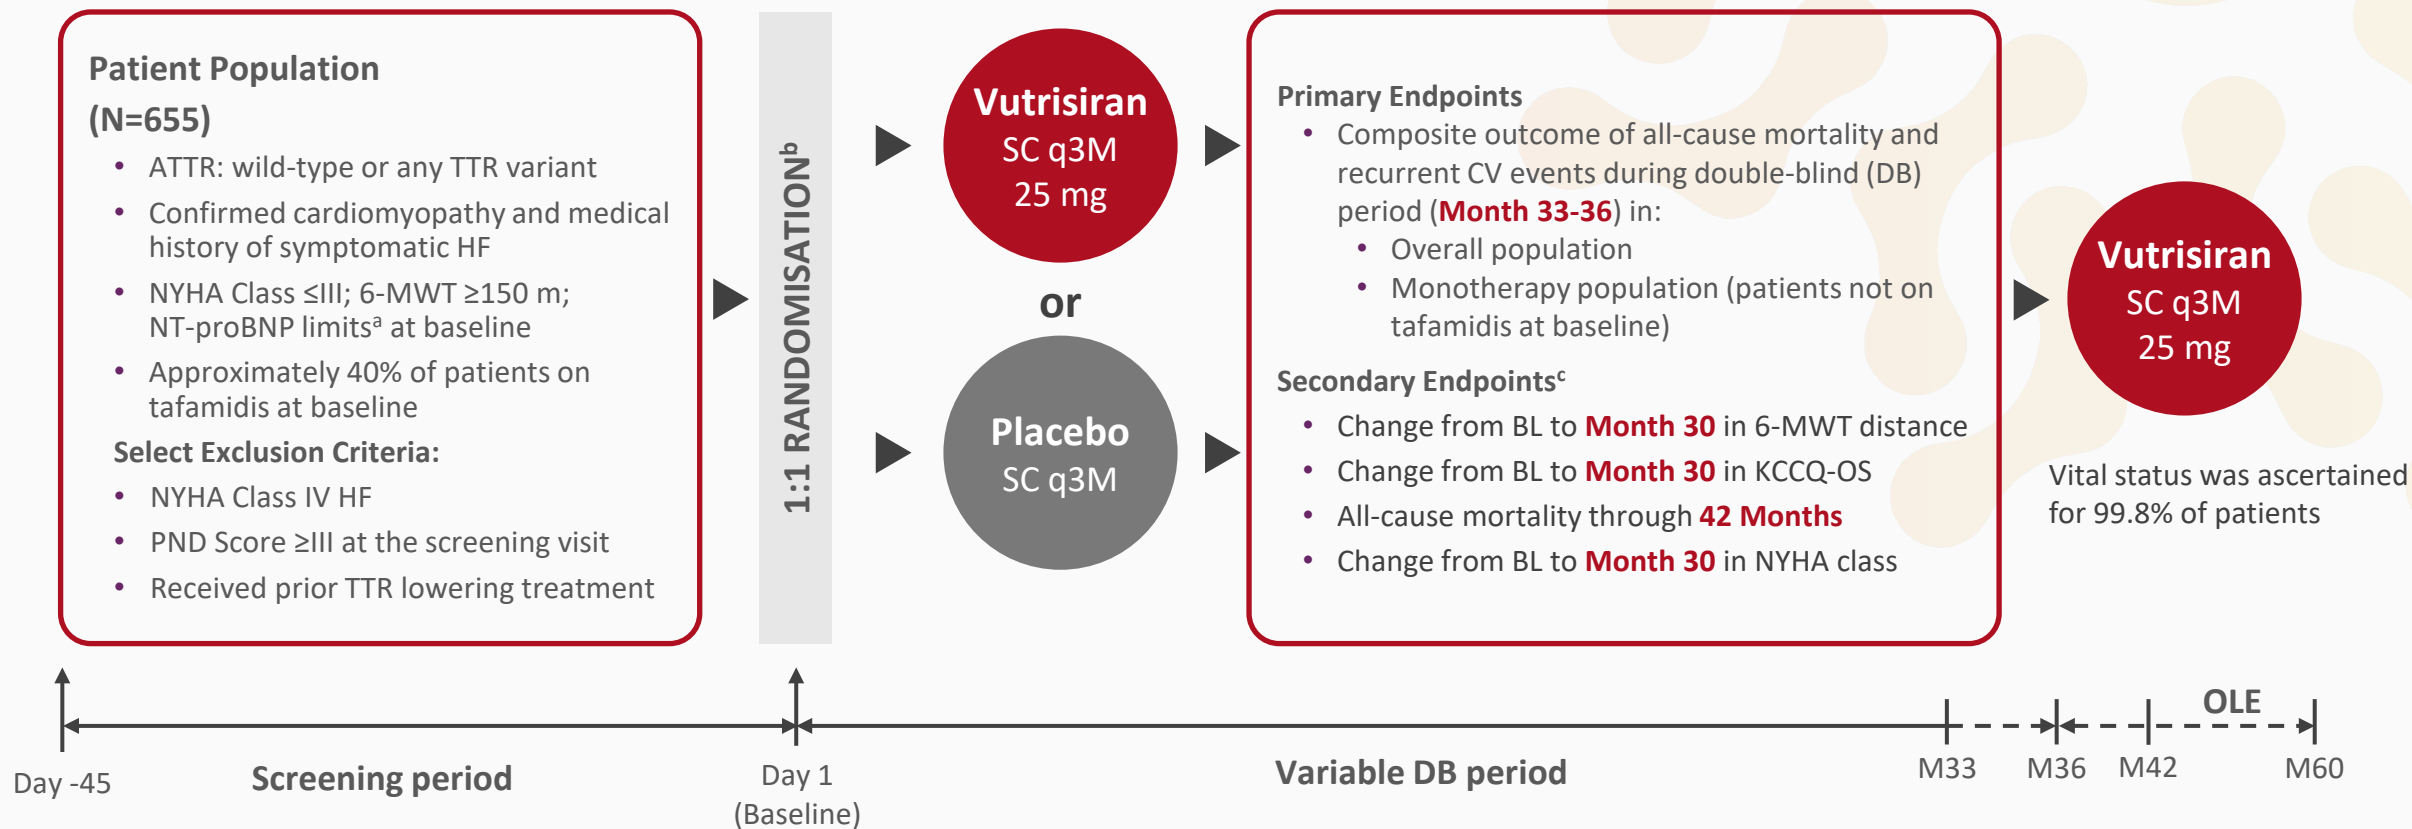 Patient Population
(N=655)
• ATTR: wild-type or any TTR variant
• Confirmed cardiomyopathy and medical
history of symptomatic HF
• NYHA Class ≤III; 6-MWT ≥150 m;
NT-proBNP limitsᵃ at baseline
• Approximately 40% of patients on
tafamidis at baseline
Select Exclusion Criteria:
• NYHA Class IV HF
• PND Score ≥III at the screening visit
• Received prior TTR lowering treatment
1:1 RANDOMISATIONᵇ
Vutrisiran
SC q3M
25 mg
or
Placebo
SC q3M
Primary Endpoints
• Composite outcome of all-cause mortality and
recurrent CV events during double-blind (DB)
period (Month 33-36) in:
• Overall population
• Monotherapy population (patients not on
tafamidis at baseline)
Secondary Endpointsᶜ
• Change from BL to Month 30 in 6-MWT distance
• Change from BL to Month 30 in KCCQ-OS
• All-cause mortality through 42 Months
• Change from BL to Month 30 in NYHA class
Vutrisiran
SC q3M
25 mg
Vital status was ascertained
for 99.8% of patients
OLE
Day -45
Screening period
Day 1
(Baseline)
Variable DB period
M33
M36
M42
M60